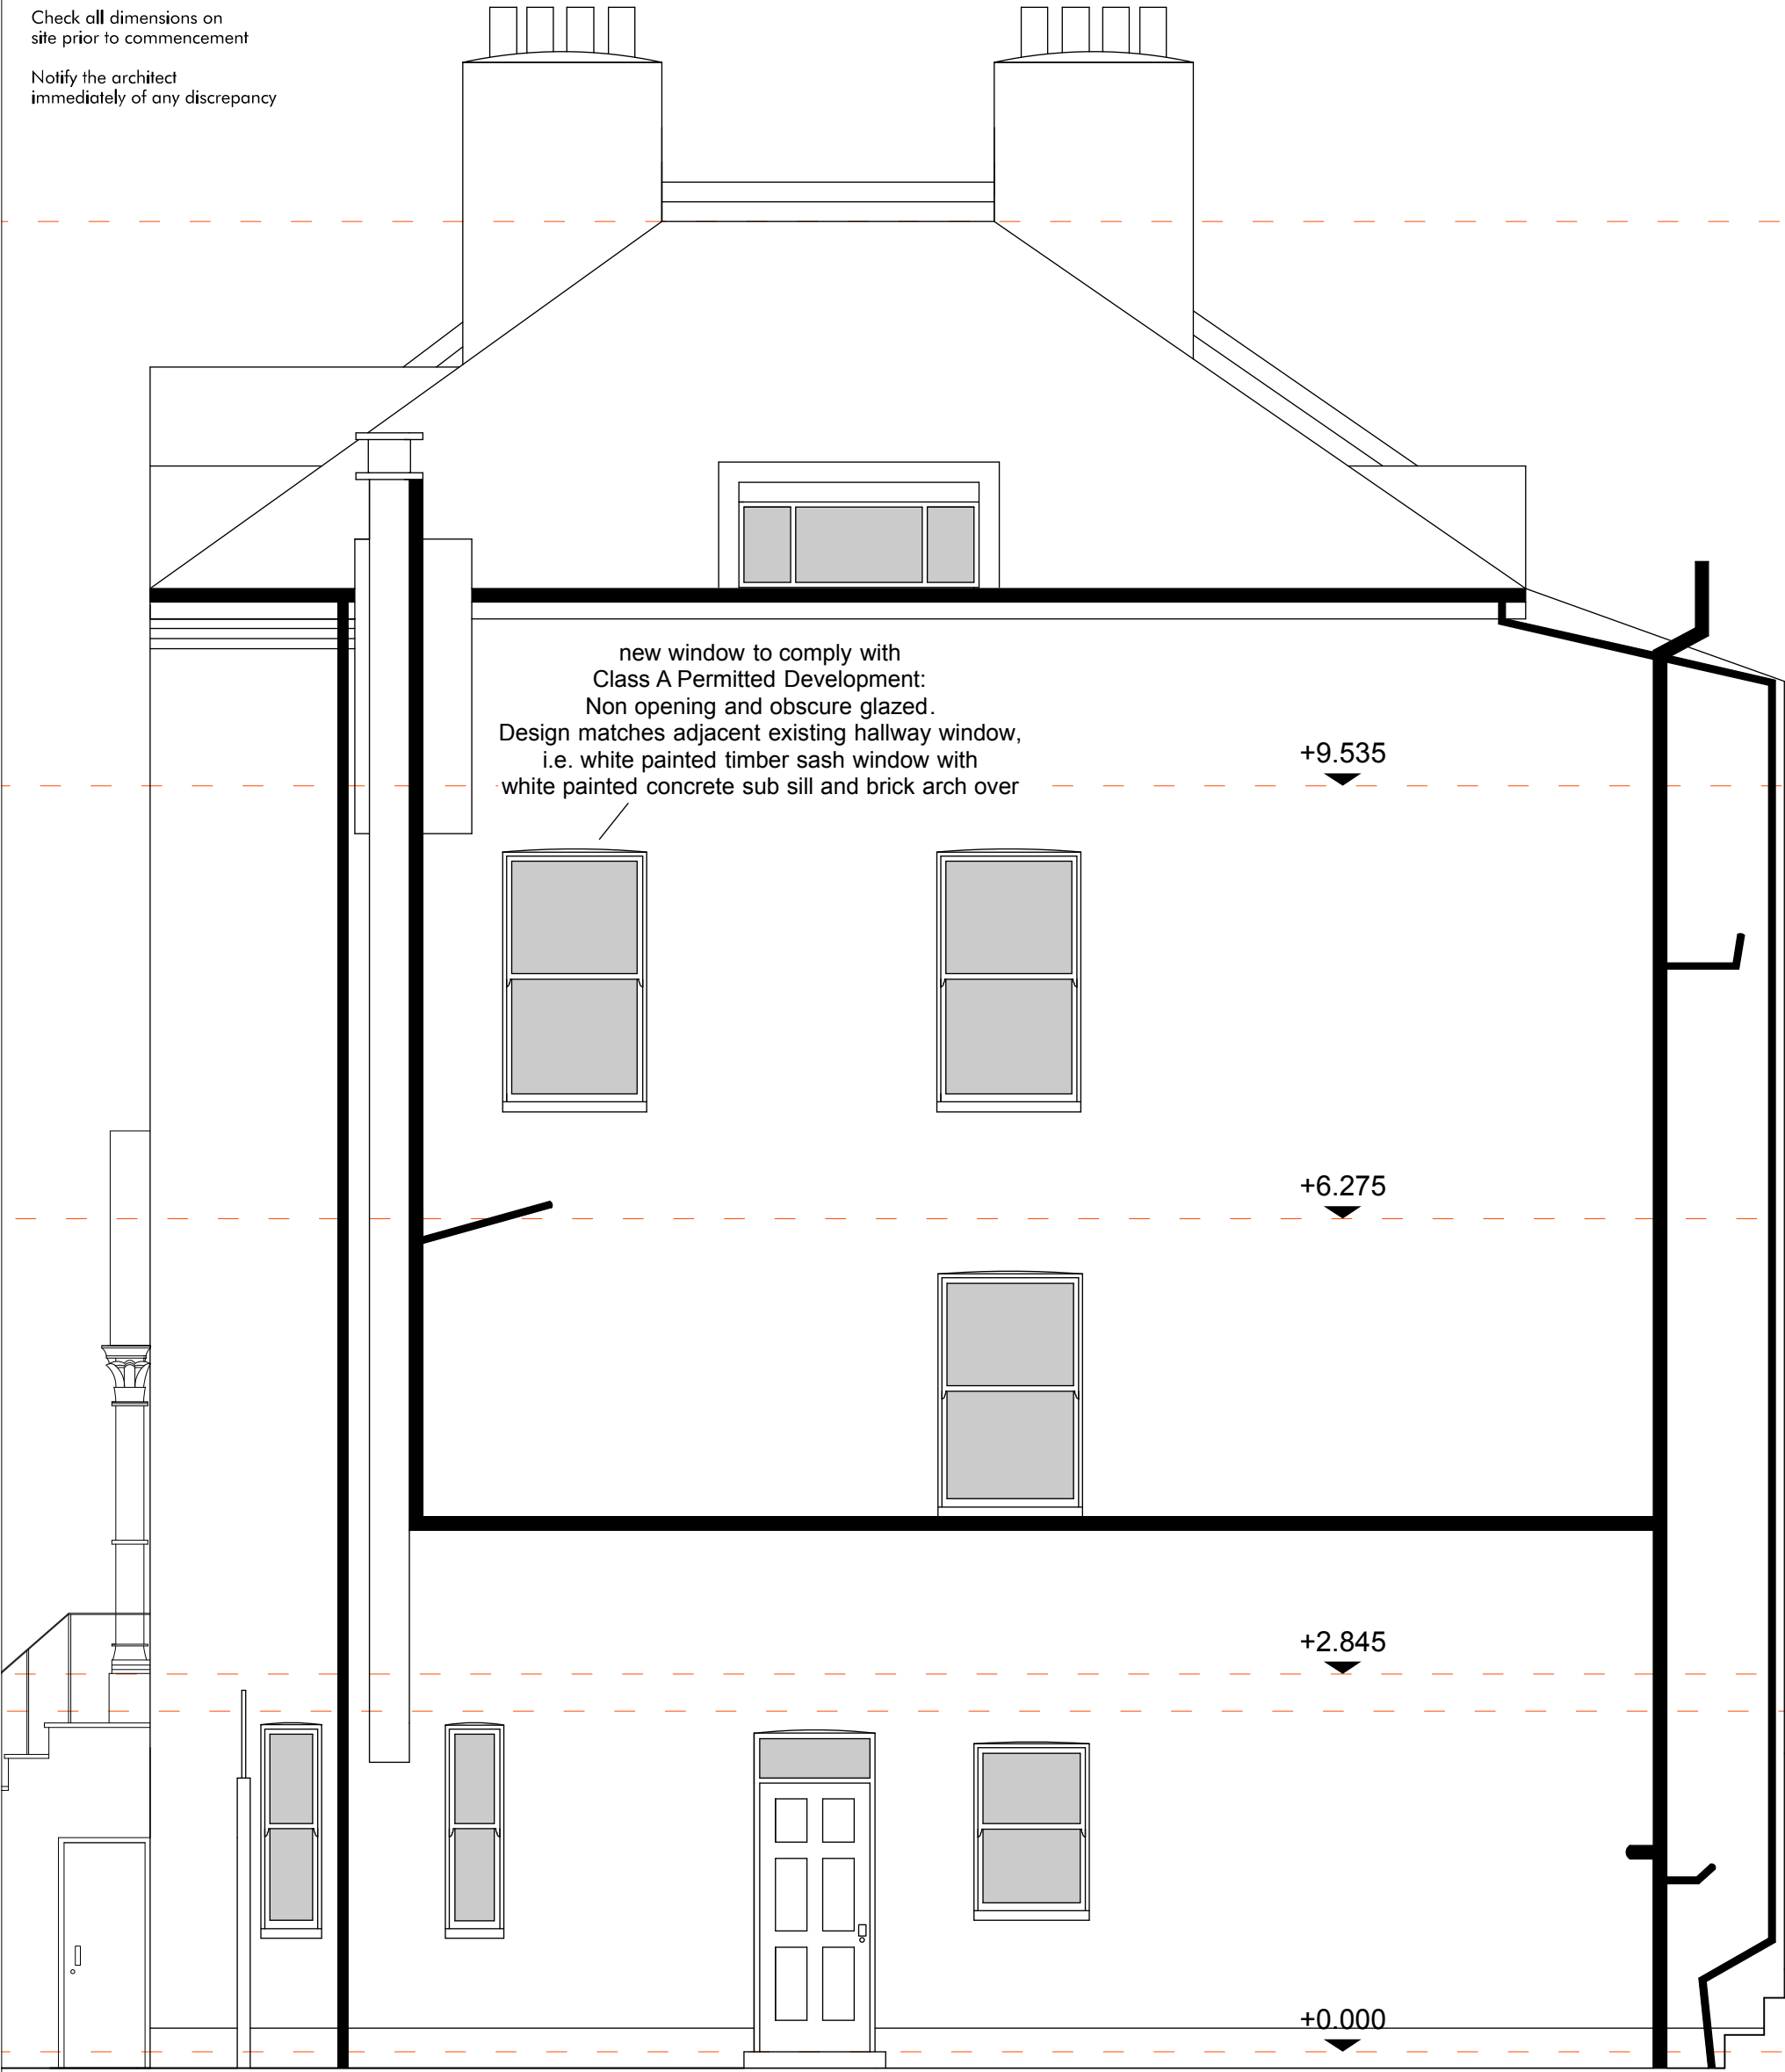 Check all dimensions on
site prior to commencement
Notify the architect
immediately of any discrepancy
new window to comply with
Class A Permitted Development:
Non opening and obscure glazed.
Design matches adjacent existing hallway window,
i.e. white painted timber sash window with
white painted concrete sub sill and brick arch over
+9.535
+6.275
+2.845
+0.000